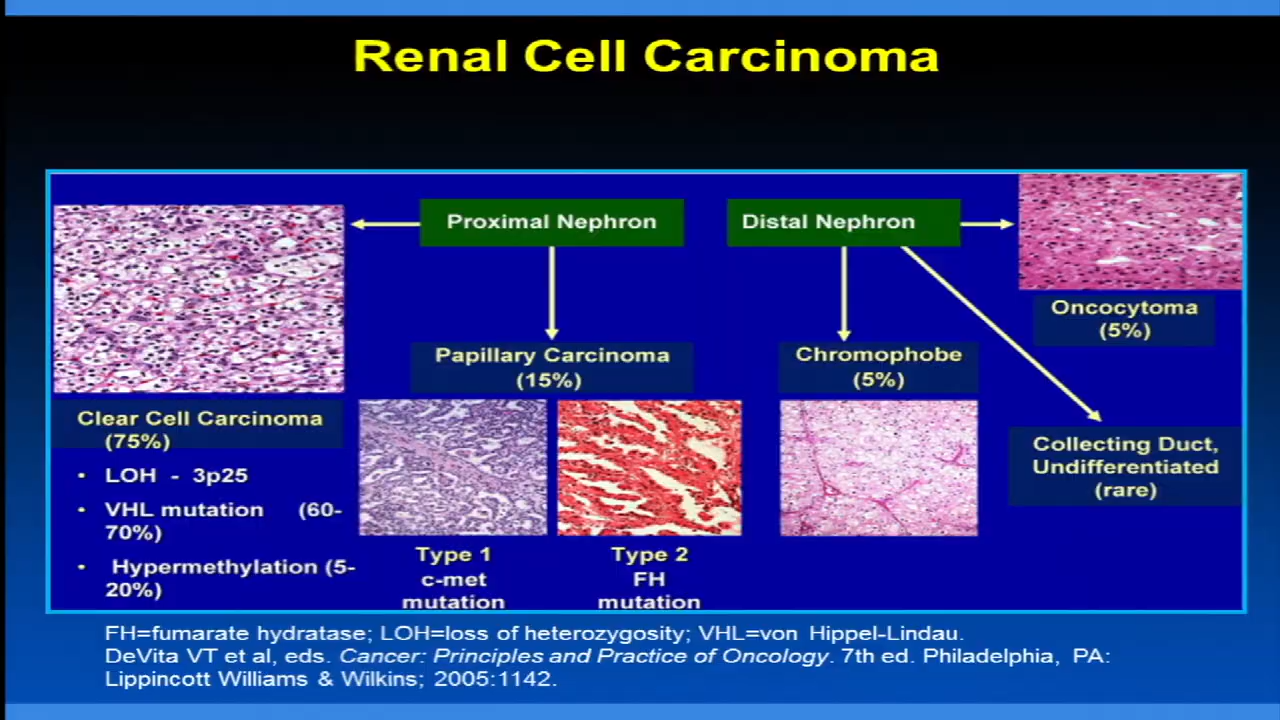 Renal Cell Carcinoma
Proximal Nephron
Distal Nephron
Oncocytoma
(5%)
Papillary Carcinoma
(15%)
Chromophobe
(5%)
Clear Cell Carcinoma
(75%)
• LOH - 3p25
• VHL mutation (60-
70%)
• Hypermethylation (5-
20%)
Type 1
c-met
mutation
Type 2
FH
mutation
Collecting Duct,
Undifferentiated
(rare)
FH=fumarate hydratase; LOH=loss of heterozygosity; VHL=von Hippel-Lindau.
DeVita VT et al, eds. Cancer: Principles and Practice of Oncology. 7th ed. Philadelphia, PA:
Lippincott Williams & Wilkins; 2005:1142.